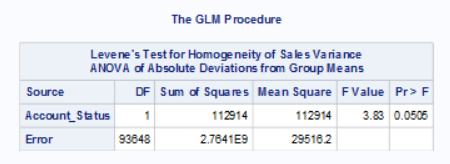 The GLM Procedure
Levene's Test for Homogeneity of Sales Variance
ANOVA of Absolute Deviations from Group Means
Source DF Sum of Squares Mean Square F Value Pr > F
Account_Status 1 112914 112914 3.83 0.0505
Error 93648 2.7641E9 29516.2